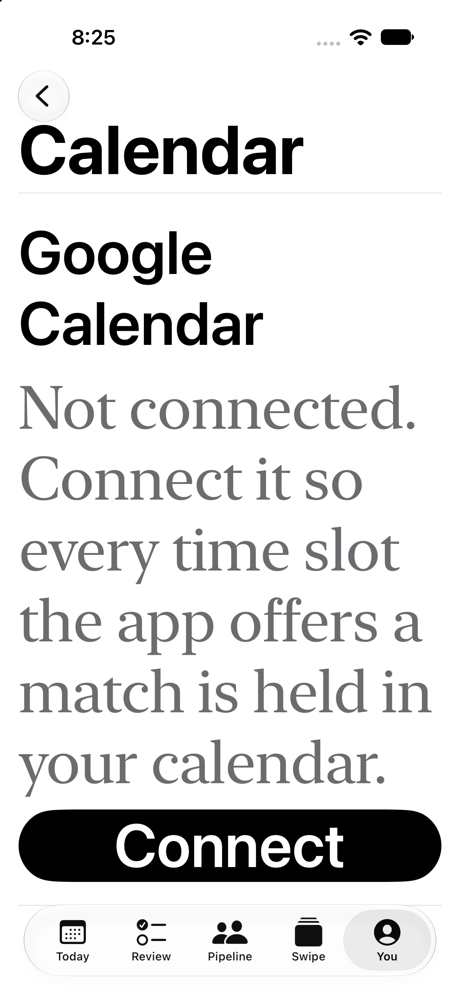 8:25
Calendar
Google
Calendar
Not connected.
Connect it so
every time slot
the app offers a
match is held in
your calendar.
Connect
Today
Review
Pipeline
Swipe
You